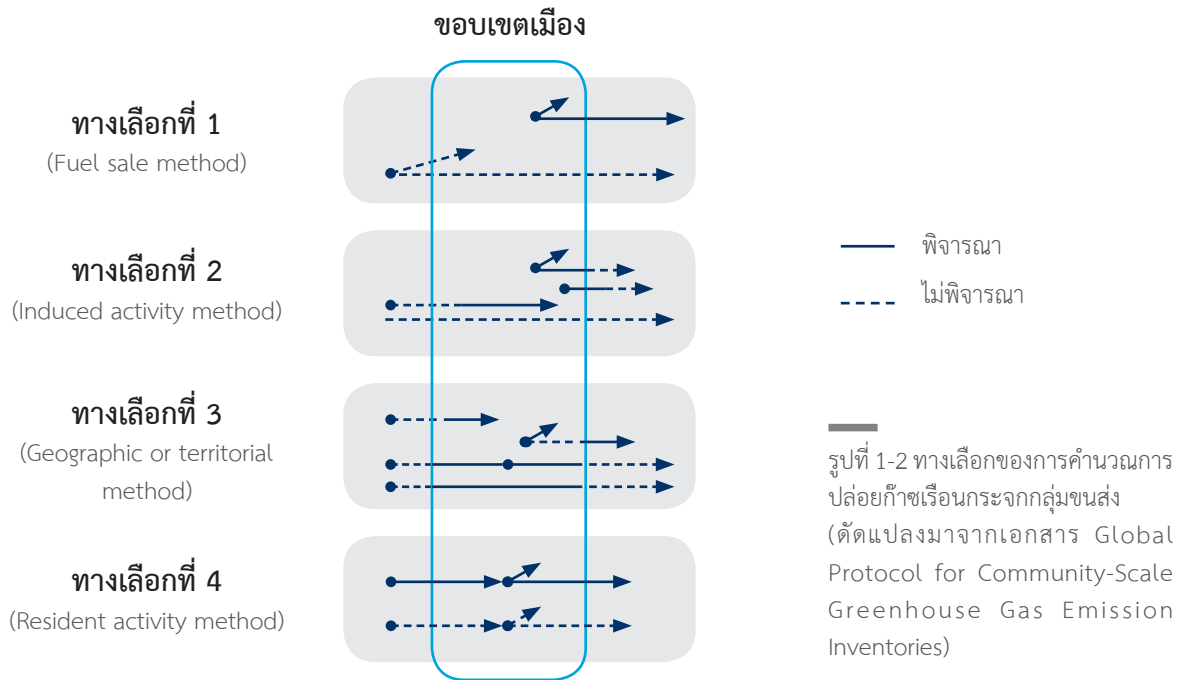 ขอบเขตเมือง
ทางเลือกที่ 1
(Fuel sale method)
ทางเลือกที่ 2
(Induced activity method)
ทางเลือกที่ 3
(Geographic or territorial
method)
ทางเลือกที่ 4
(Resident activity method)
พิจารณา
ไม่พิจารณา
รูปที่ 1-2 ทางเลือกของการคำนวณการ
ปล่อยก๊าซเรือนกระจกกลุ่มขนส่ง
(ดัดแปลงมาจากเอกสาร Global
Protocol for Community-Scale
Greenhouse Gas Emission
Inventories)